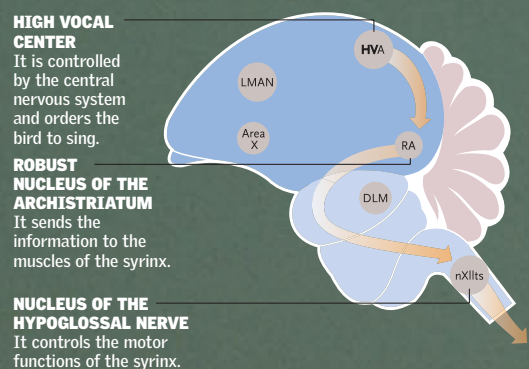 HIGH VOCAL
CENTER
It is controlled
by the central
nervous system
and orders the
bird to sing.
ROBUST
NUCLEUS OF THE
ARCHISTRIATUM
It sends the
information to the
muscles of the syrinx.
NUCLEUS OF THE
HYPOGLOSSAL NERVE
It controls the motor
functions of the syrinx.
HVA
LMAN
Area
X
RA
DLM
nXIIts